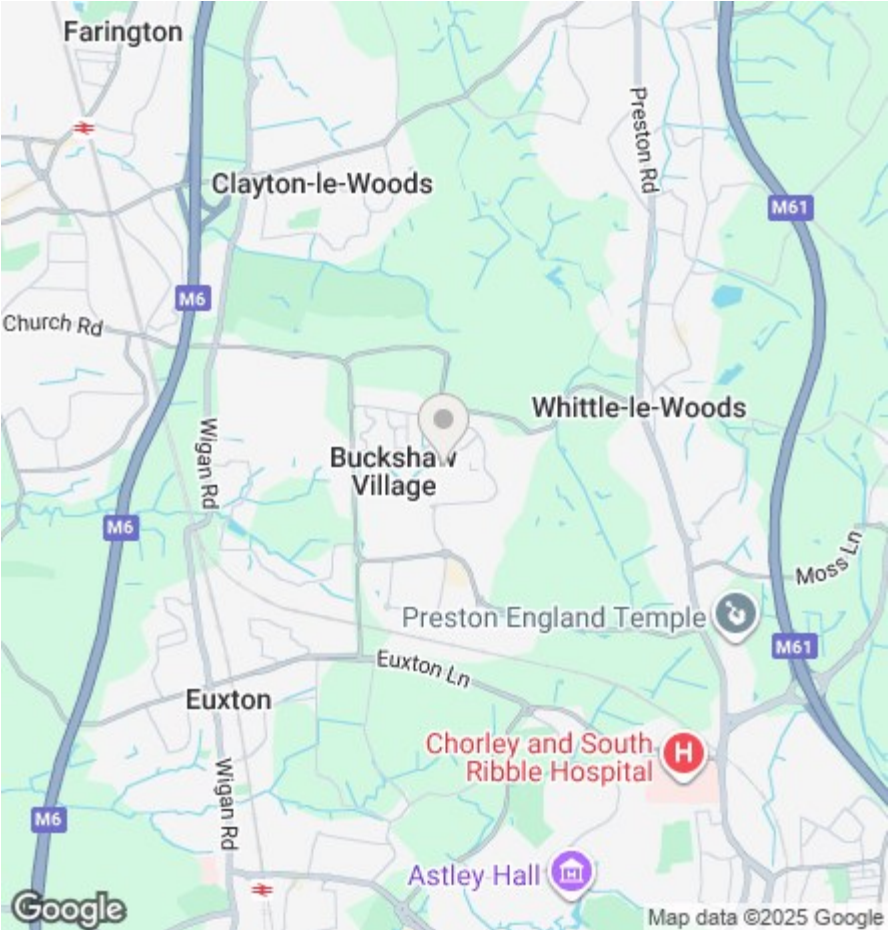 Farington
Preston Rd
Clayton-le-Woods
M61
M6
Church Rd
Whittle-le-Woods
Wigan Rd
Buckshaw
Village
M6
Moss Ln
Preston England Temple
M61
Euxton Ln
Euxton
Chorley and South
Ribble Hospital
H
Wigan Rd
M6
Astley Hall
Google
Map data ©2025 Google